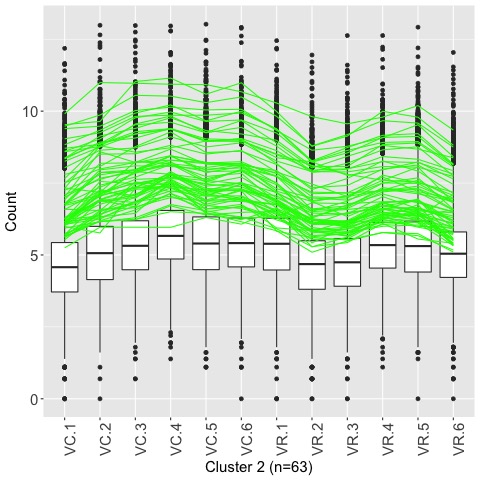 Count
10
5
0
VC.1
VC.2
VC.3
VC.4
VC.5
VC.6
VR.1
VR.2
VR.3
VR.4
VR.5
VR.6
Cluster 2 (n=63)